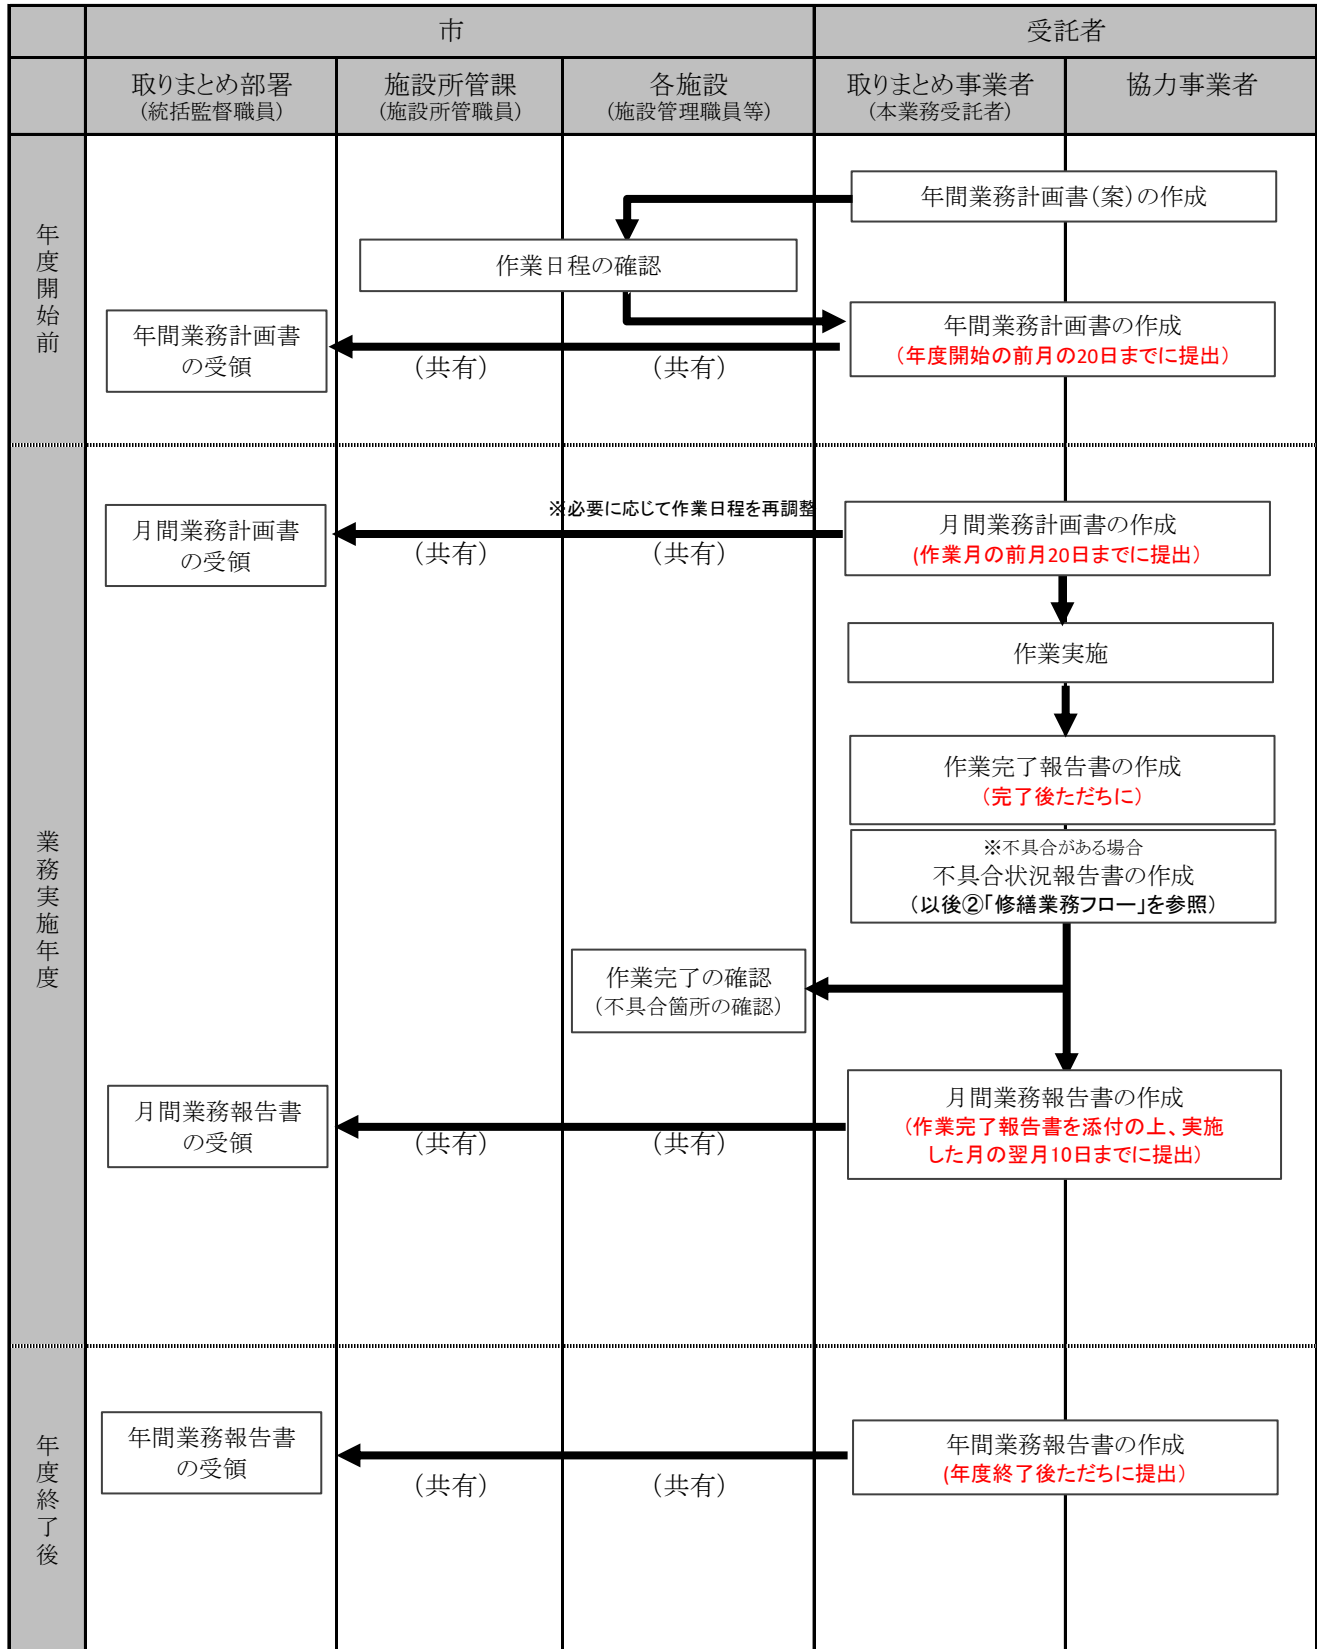 市
受託者
取りまとめ部署
(統括監督職員)
施設所管課
(施設所管職員)
各施設
(施設管理職員等)
取りまとめ事業者
(本業務受託者)
協力事業者
年度開始前
年間業務計画書(案)の作成
作業日程の確認
年間業務計画書の作成
(年度開始の前月の20日までに提出)
年間業務計画書
の受領
(共有)
(共有)
業務実施年度
※必要に応じて作業日程を再調整
月間業務計画書の作成
(作業月の前月20日までに提出)
月間業務計画書
の受領
(共有)
(共有)
作業実施
作業完了報告書の作成
(完了後ただちに)
※不具合がある場合
不具合状況報告書の作成
(以後②「修繕業務フロー」を参照)
作業完了の確認
(不具合箇所の確認)
月間業務報告書の作成
(作業完了報告書を添付の上、実施
した月の翌月10日までに提出)
月間業務報告書
の受領
(共有)
(共有)
年度終了後
年間業務報告書の作成
(年度終了後ただちに提出)
年間業務報告書
の受領
(共有)
(共有)